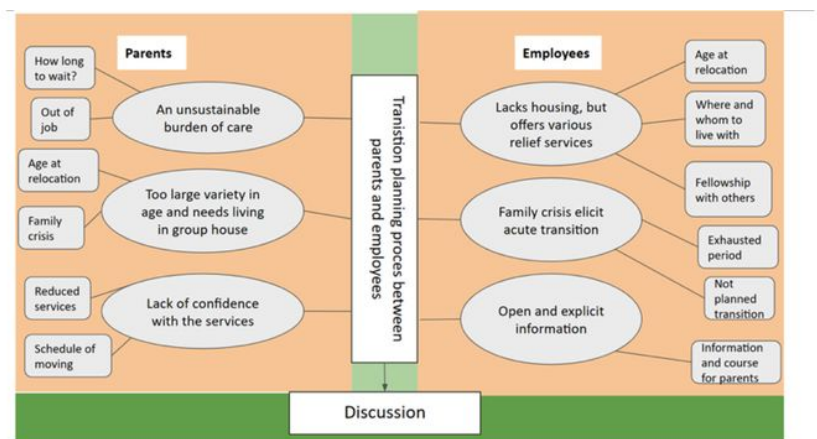 Parents
How long
to wait?
Out of
job
Age at
relocation
Family
crisis
Reduced
services
Schedule of
moving
An unsustainable
burden of care
Too large variety in
age and needs living
in group house
Lack of confidence
with the services
Tranistion planning proces between
parents and employees
Employees
Lacks housing, but
offers various
relief services
Family crisis elicit
acute transition
Open and explicit
information
Age at
relocation
Where and
whom to
live with
Fellowship
with others
Exhausted
period
Not
planned
transition
Information
and course
for parents
Discussion